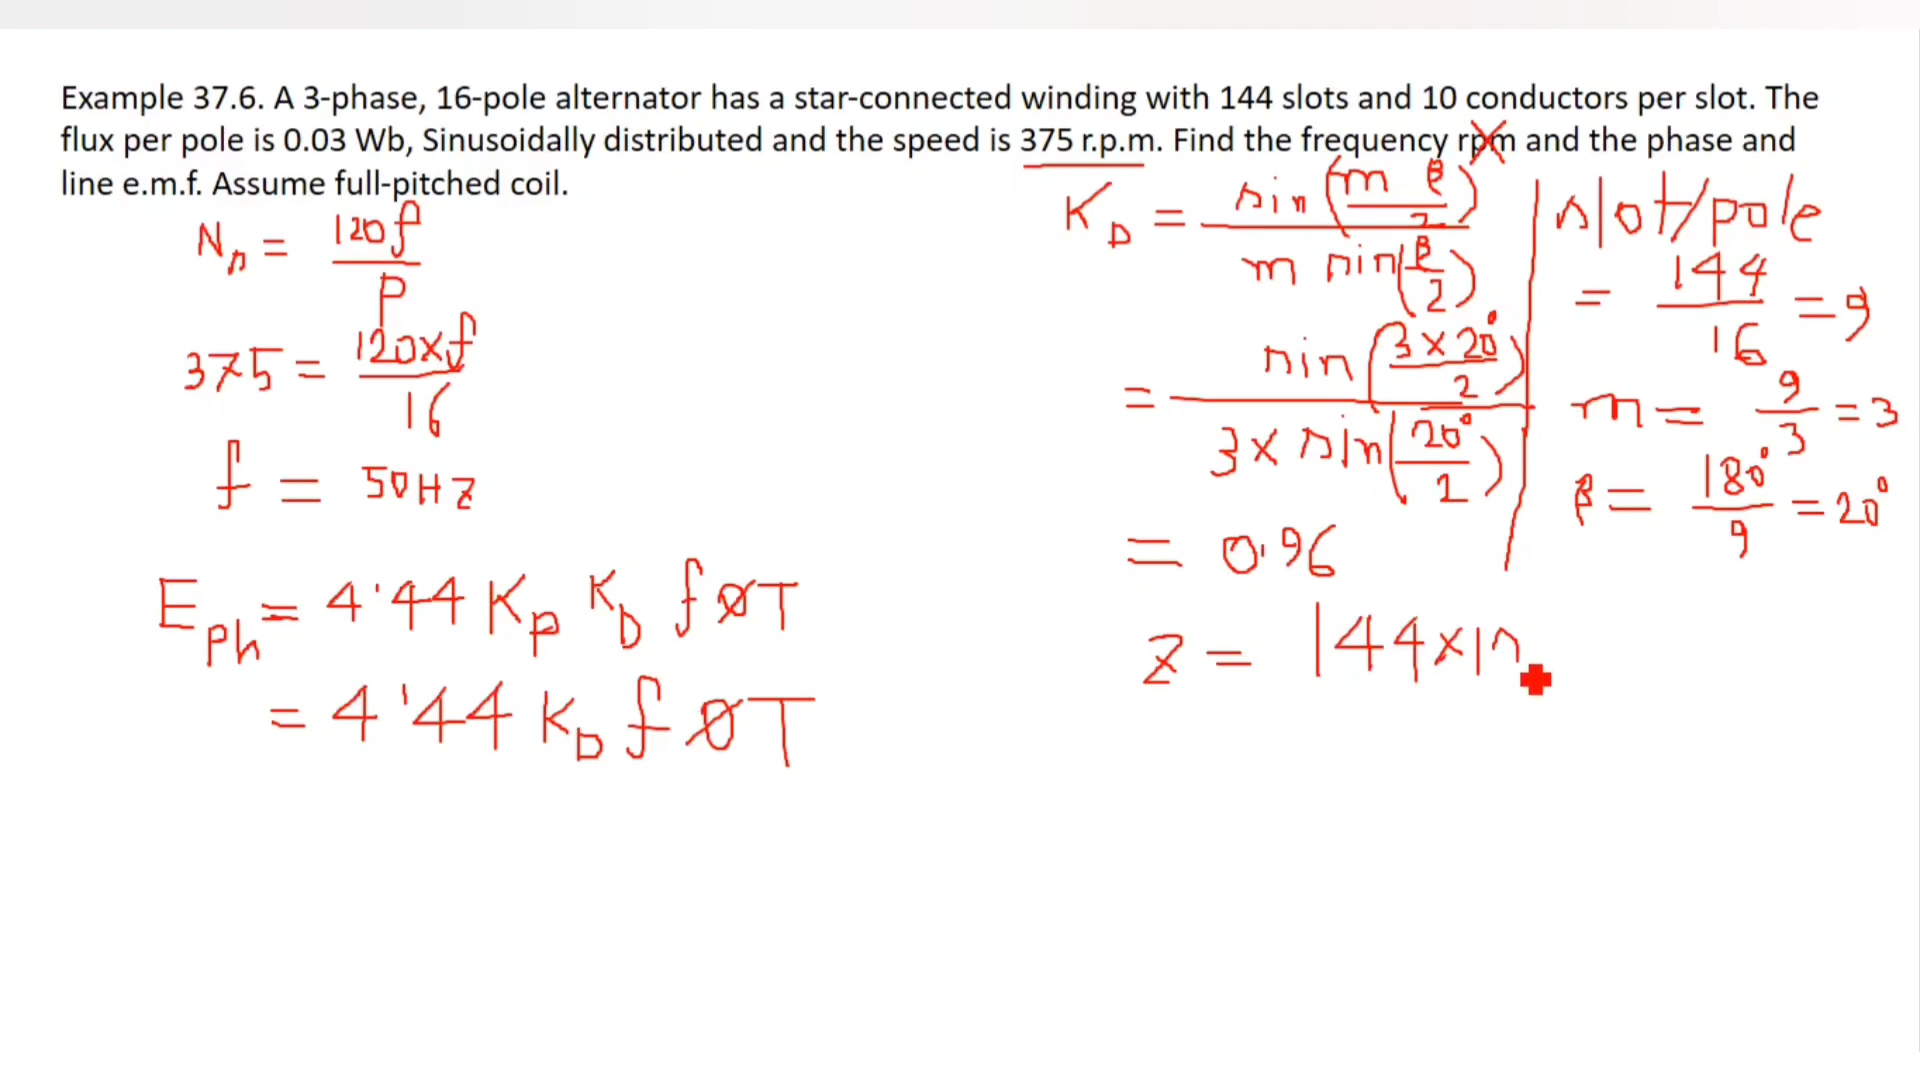 Example 37.6. A 3-phase, 16-pole alternator has a star-connected winding with 144 slots and 10 conductors per slot. The
flux per pole is 0.03 Wb, Sinusoidally distributed and the speed is 375 r.p.m. Find the frequency rpm and the phase and
line e.m.f. Assume full-pitched coil.
Ns = 120f / P
375 = 120×f / 16
f = 50Hz
Eph = 4.44 Kp KD f Ø T
= 4.44 KD f Ø T
KD = sin(m β/2) / m sin(β/2)
= sin(3×20°/2) / 3× sin(20°/2)
= 0.96
Z = 144×10
slot/pole
= 144/16 = 9
m = 9/3 = 3
β = 180°/9 = 20°